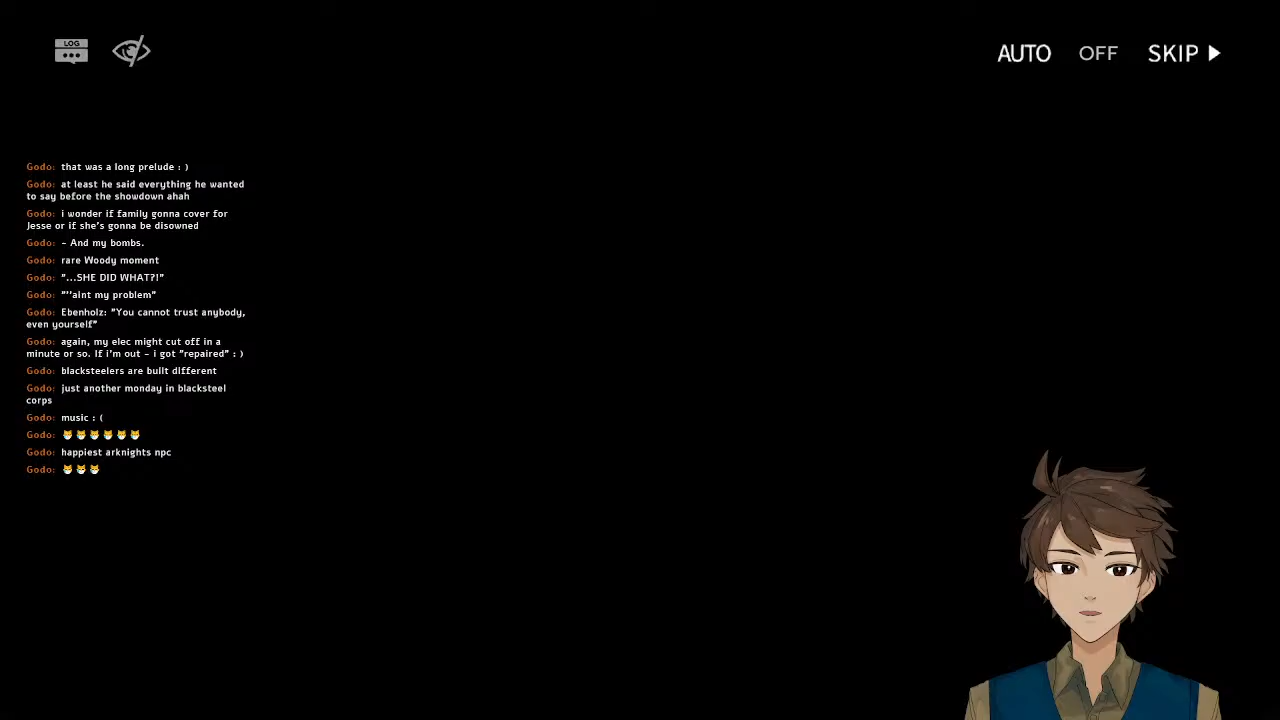 LOG
AUTO OFF SKIP
Godo: that was a long prelude : )
Godo: at least he said everything he wanted
to say before the showdown ahah
Godo: i wonder if family gonna cover for
Jesse or if she's gonna be disowned
Godo: - And my bombs.
Godo: rare Woody moment
Godo: "...SHE DID WHAT?!"
Godo: "''aint my problem"
Godo: Ebenholz: "You cannot trust anybody,
even yourself"
Godo: again, my elec might cut off in a
minute or so. If i'm out - i got "repaired" : )
Godo: blacksteelers are built different
Godo: just another monday in blacksteel
corps
Godo: music : (
Godo: 😹😹😹😹😹😹
Godo: happiest arknights npc
Godo: 😹😹😹